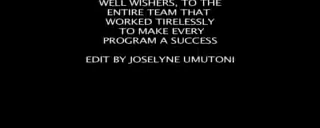 WELL WISHERS, TO THE
ENTIRE TEAM THAT
WORKED TIRELESSLY
TO MAKE EVERY
PROGRAM A SUCCESS
EDIT BY JOSELYNE UMUTONI